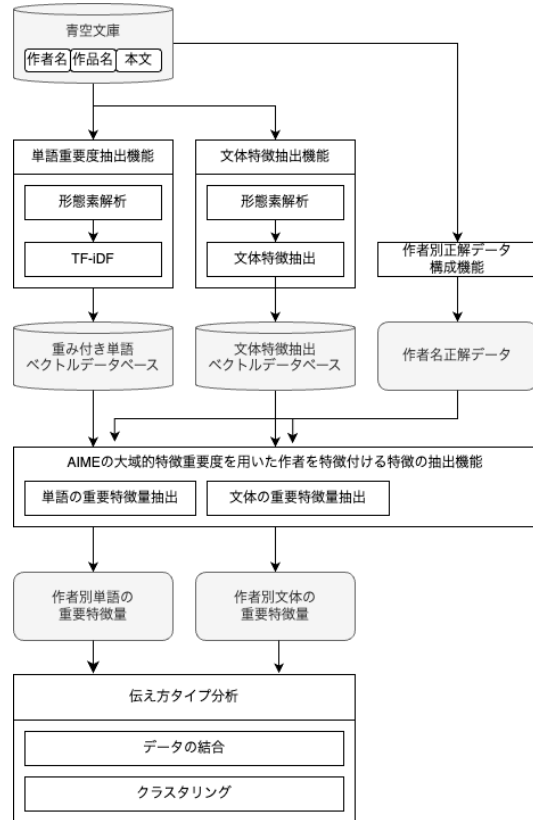 青空文庫
作者名 作品名 本文
単語重要度抽出機能
文体特徴抽出機能
形態素解析
形態素解析
TF-iDF
文体特徴抽出
作者別正解データ
構成機能
重み付き単語
ベクトルデータベース
文体特徴抽出
ベクトルデータベース
作者名正解データ
AIMEの大域的特徴重要度を用いた作者を特徴付ける特徴の抽出機能
単語の重要特徴量抽出
文体の重要特徴量抽出
作者別単語の
重要特徴量
作者別文体の
重要特徴量
伝え方タイプ分析
データの結合
クラスタリング